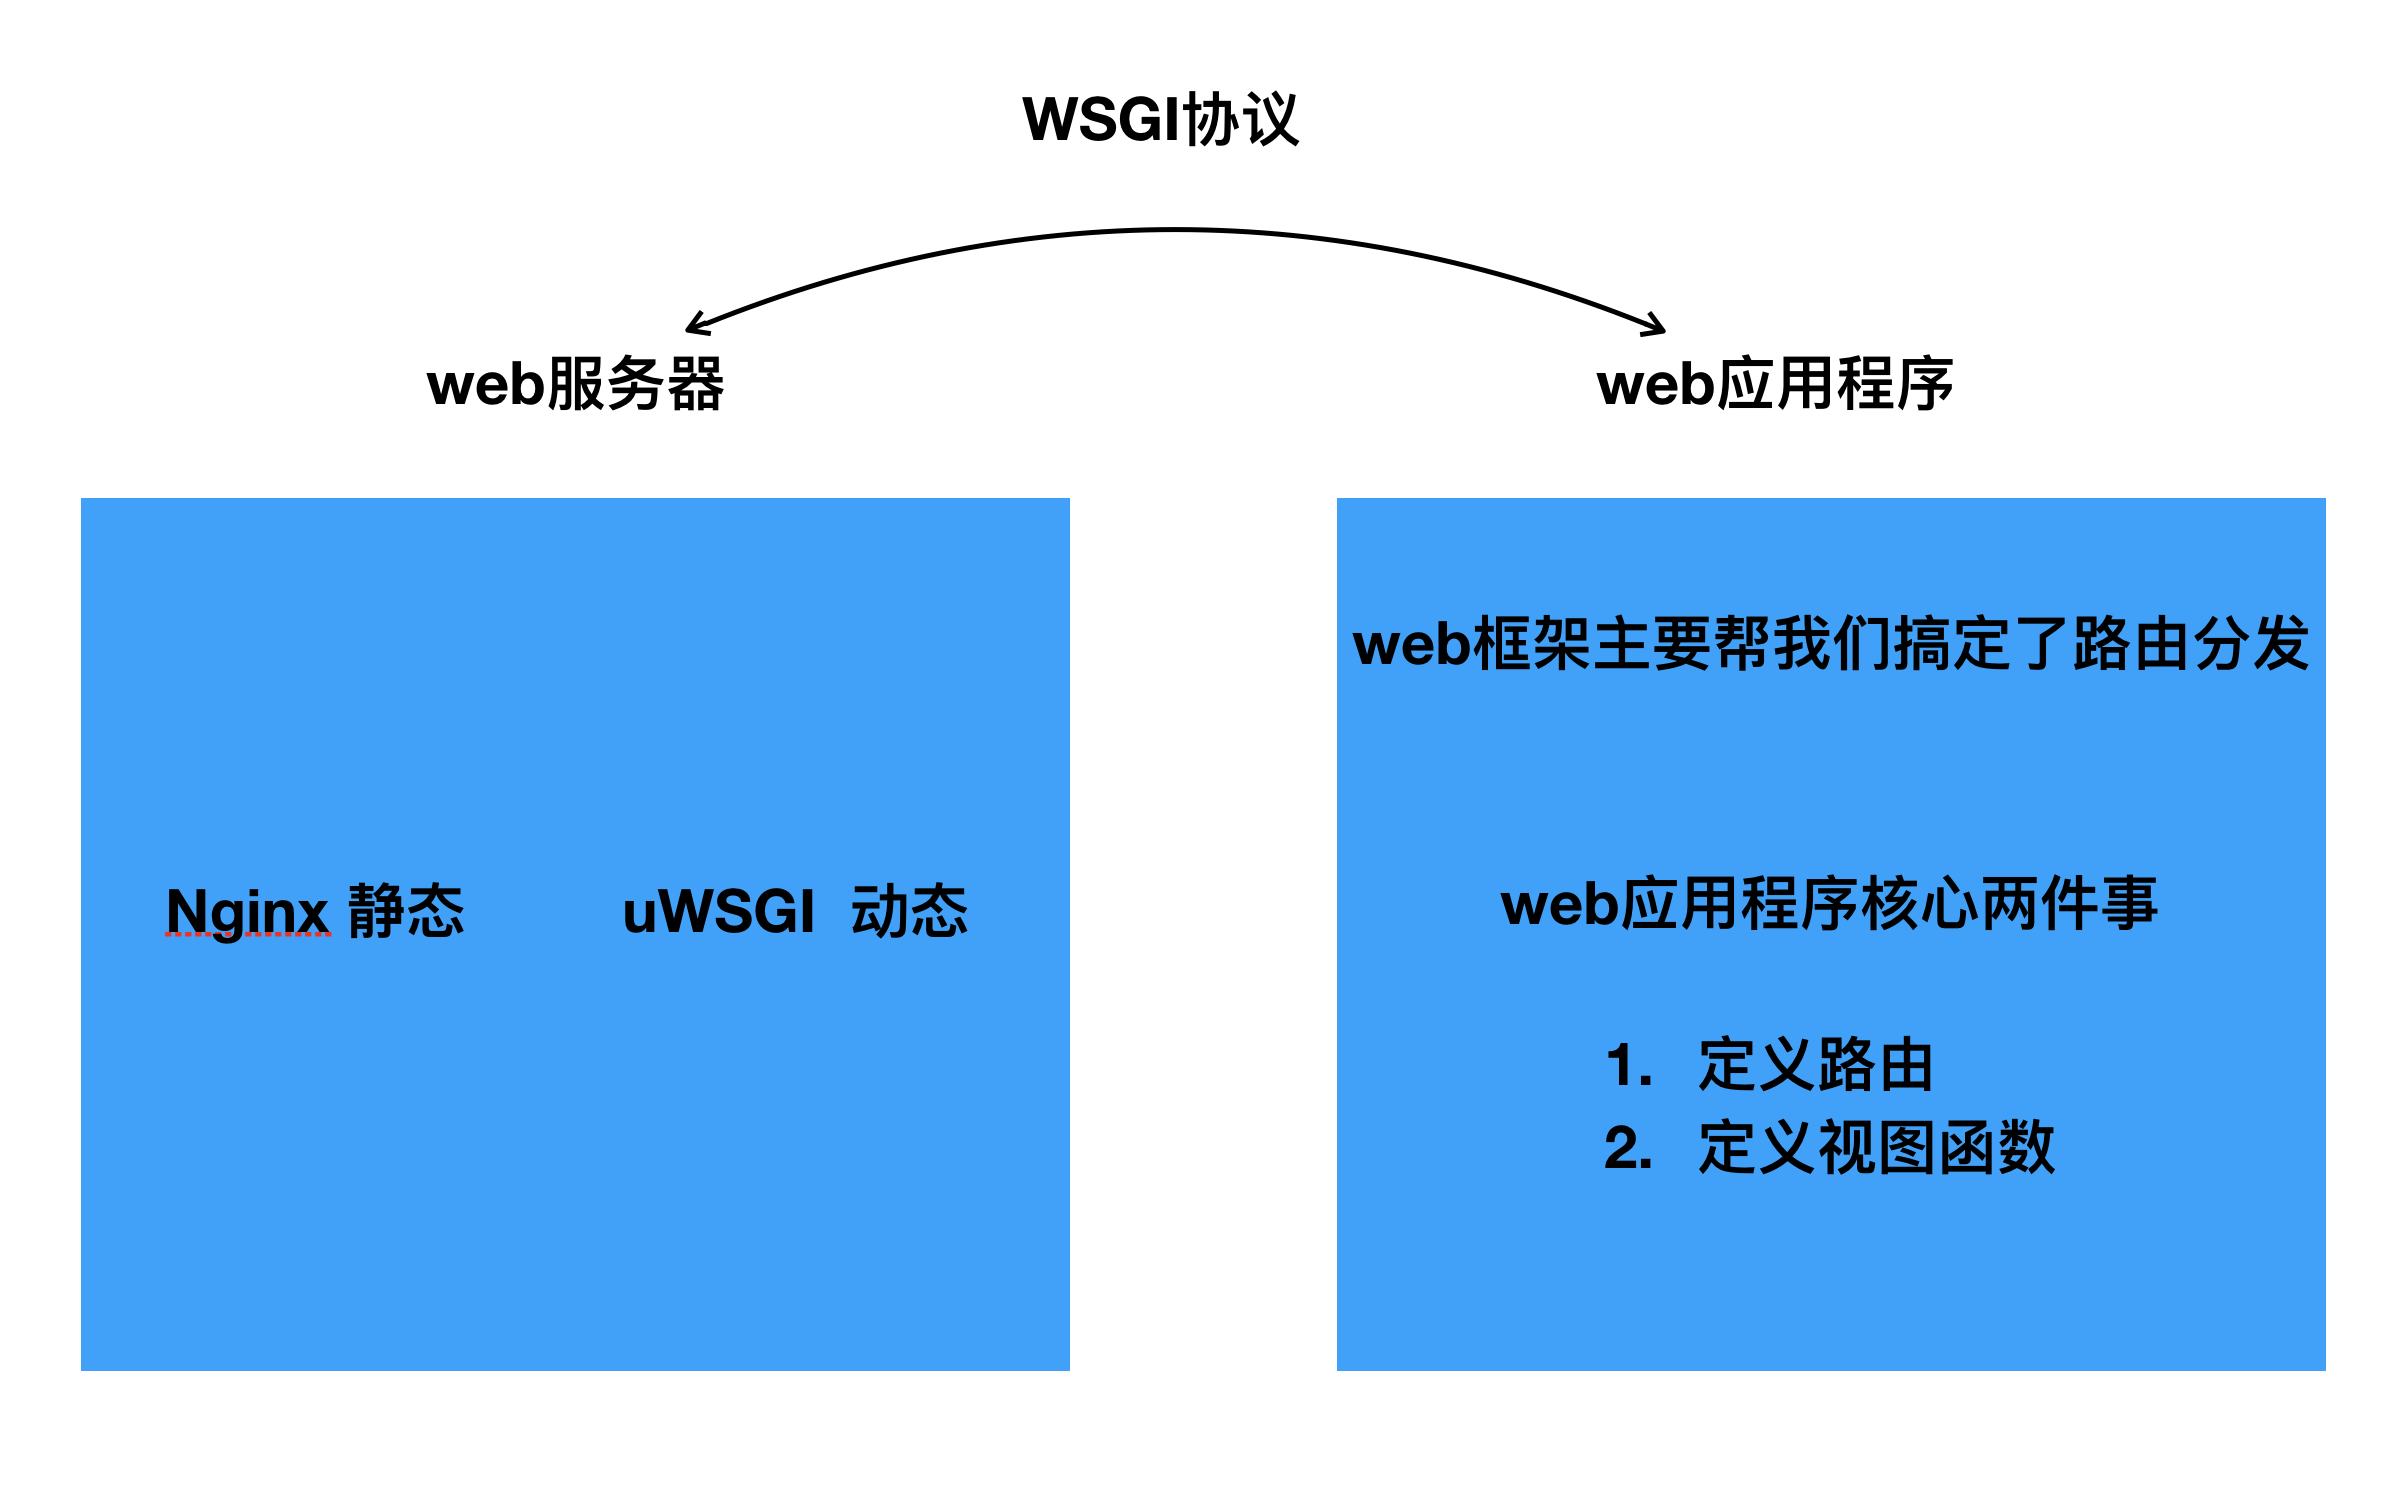 WSGI协议
web服务器
web应用程序
Nginx 静态
uWSGI 动态
web框架主要帮我们搞定了路由分发
web应用程序核心两件事
1. 定义路由
2. 定义视图函数